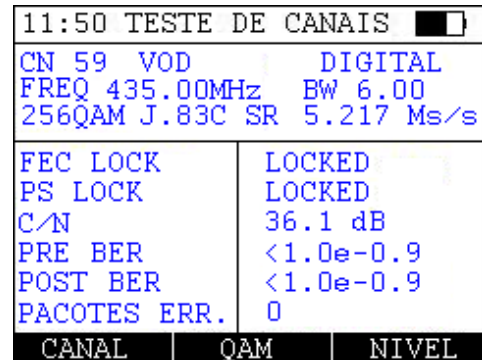 11:50 TESTE DE CANAIS
CN 59 VOD DIGITAL
FREQ 435.00MHz BW 6.00
256QAM J.83C SR 5.217 Ms/s
FEC LOCK LOCKED
PS LOCK LOCKED
C/N 36.1 dB
PRE BER <1.0e-0.9
POST BER <1.0e-0.9
PACOTES ERR. 0
CANAL QAM NIVEL